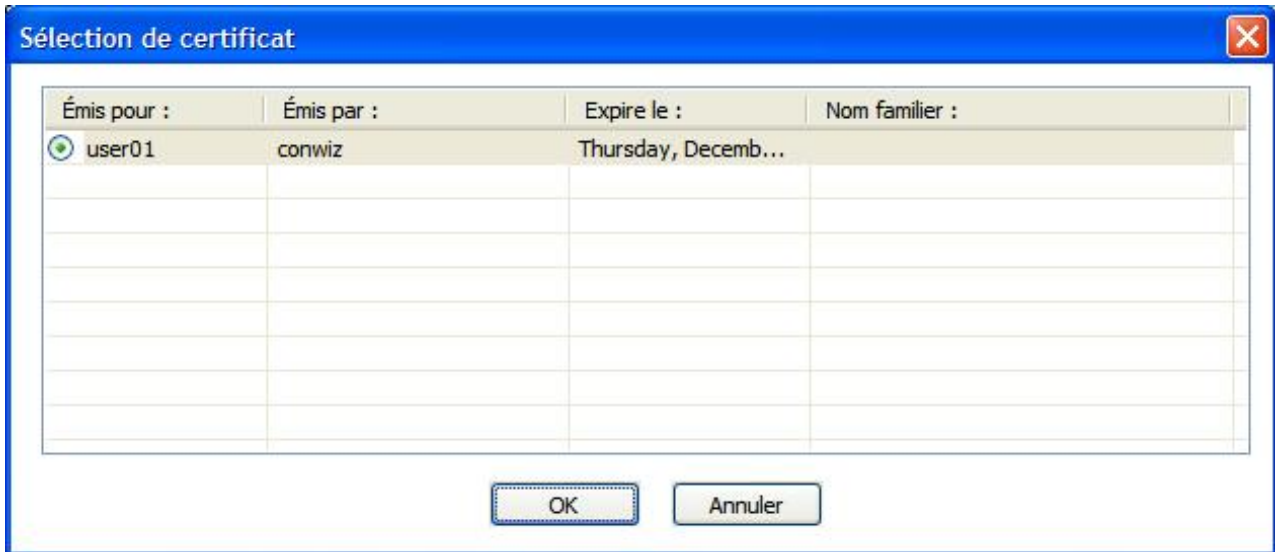 Sélection de certificat
Émis pour : Émis par : Expire le : Nom familier :
user01 conwiz Thursday, Decemb...
OK Annuler